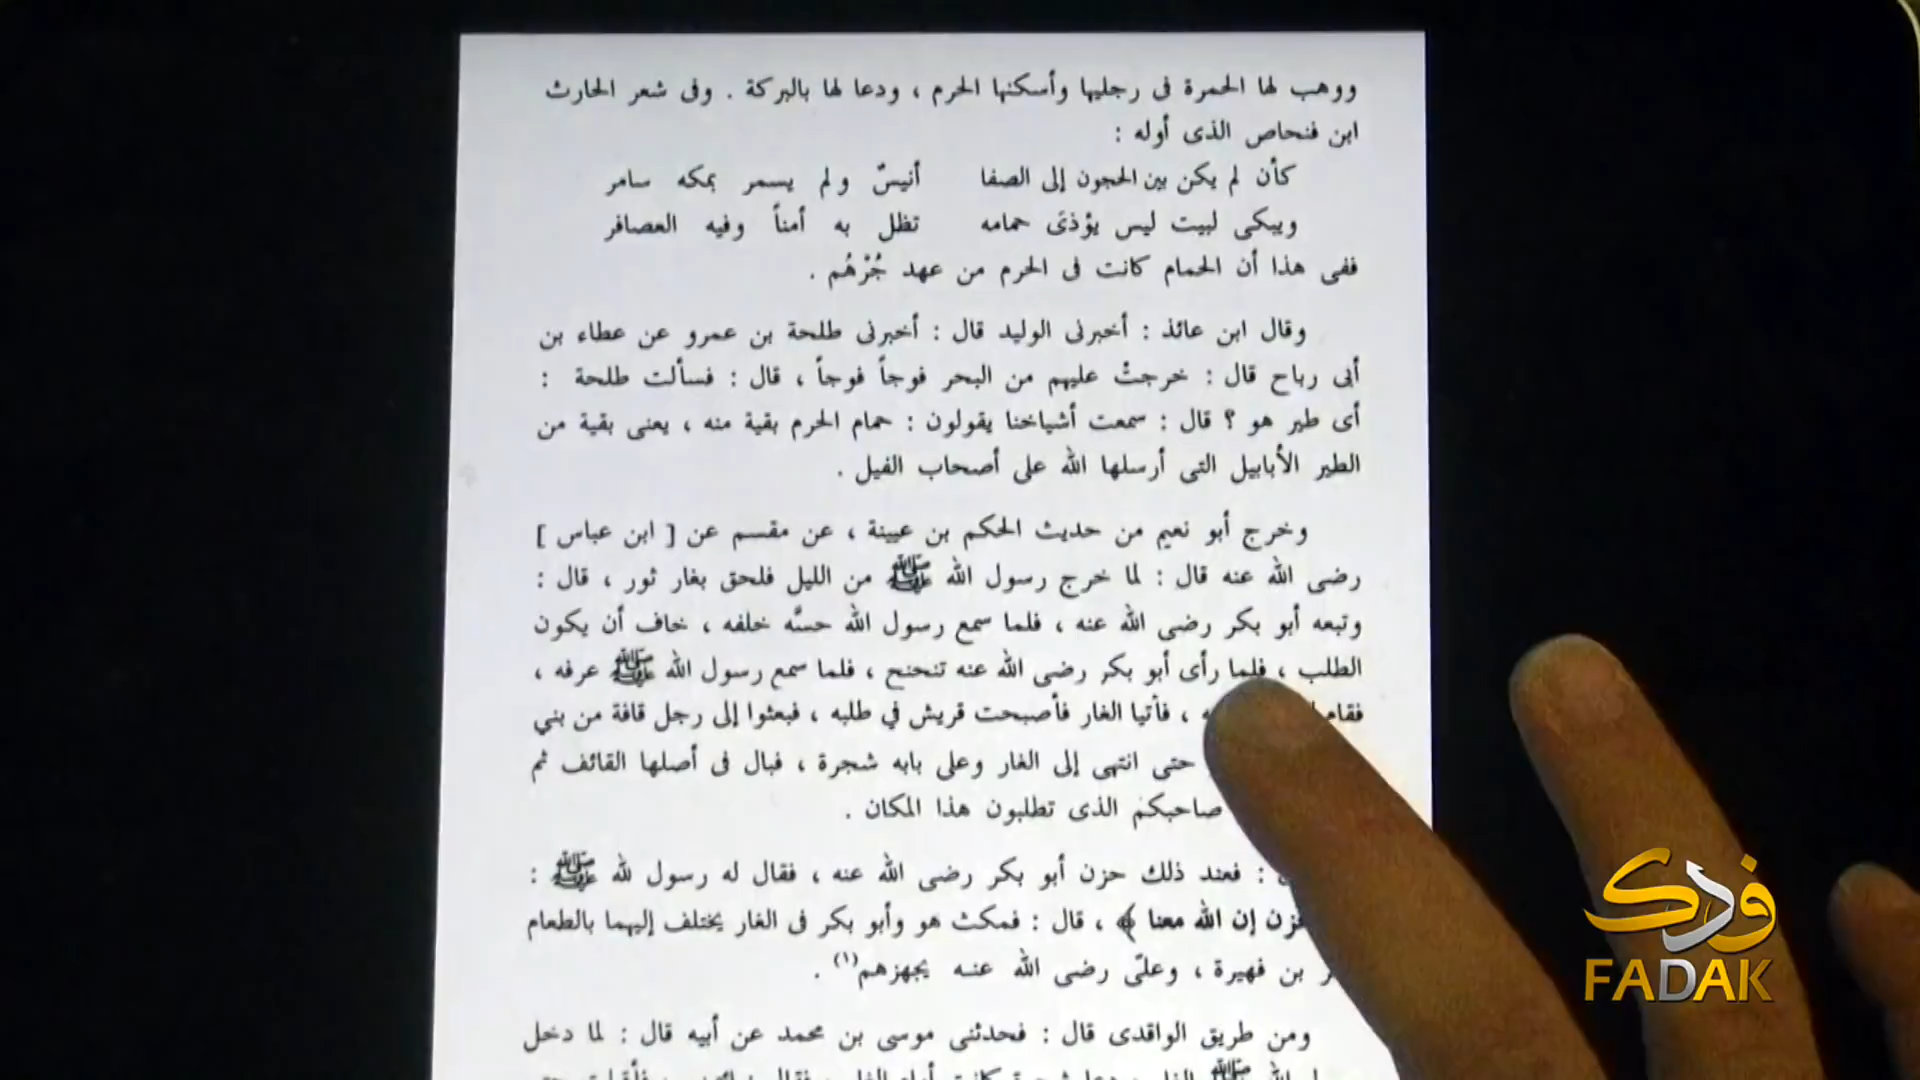 ووهب لها الحمرة فى رجليها وأسكنها الحرم ، ودعا لها بالبركة . وفى شعر الحارث
ابن فنحاص الذى أوله :
كأن لم يكن بين الحجون إلى الصفا أنيسٌ ولم يسمر بمكه سامر
ويبكى لبيت ليس يؤذىَ حمامه تظل به أمناً وفيه العصافر
ففى هذا أن الحمام كانت فى الحرم من عهد جُرْهُم .
وقال ابن عائذ : أخبرنى الوليد قال : أخبرنى طلحة بن عمرو عن عطاء بن
أبى رباح قال : خرجتْ عليهم من البحر فوجاً فوجاً ، قال : فسألت طلحة :
أى طير هو ؟ قال : سمعت أشياخنا يقولون : حمام الحرم بقية منه ، يعنى بقية من
الطير الأبابيل التى أرسلها الله على أصحاب الفيل .
وخرج أبو نعيم من حديث الحكم بن عيينة ، عن مقسم عن [ ابن عباس ]
رضى الله عنه قال : لما خرج رسول الله ﷺ من الليل فلحق بغار ثور ، قال :
وتبعه أبو بكر رضى الله عنه ، فلما سمع رسول الله حسَّه خلفه ، خاف أن يكون
الطلب ، فلما رأى أبو بكر رضى الله عنه تنحنح ، فلما سمع رسول الله ﷺ عرفه ،
فقام ، فأتيا الغار فأصبحت قريش في طلبه ، فبعثوا إلى رجل قافة من بني
حتى انتهى إلى الغار وعلى بابه شجرة ، فبال فى أصلها القائف ثم
صاحبكم الذى تطلبون هذا المكان .
: فعند ذلك حزن أبو بكر رضى الله عنه ، فقال له رسول لله ﷺ :
إن الله معنا ﴾ ، قال : فمكث هو وأبو بكر فى الغار يختلف إليهما بالطعام
بن فهيرة ، وعلىّ رضى الله عنه يجهزهم(١) .
ومن طريق الواقدى قال : فحدثنى موسى بن محمد عن أبيه قال : لما دخل
فدك
FADAK